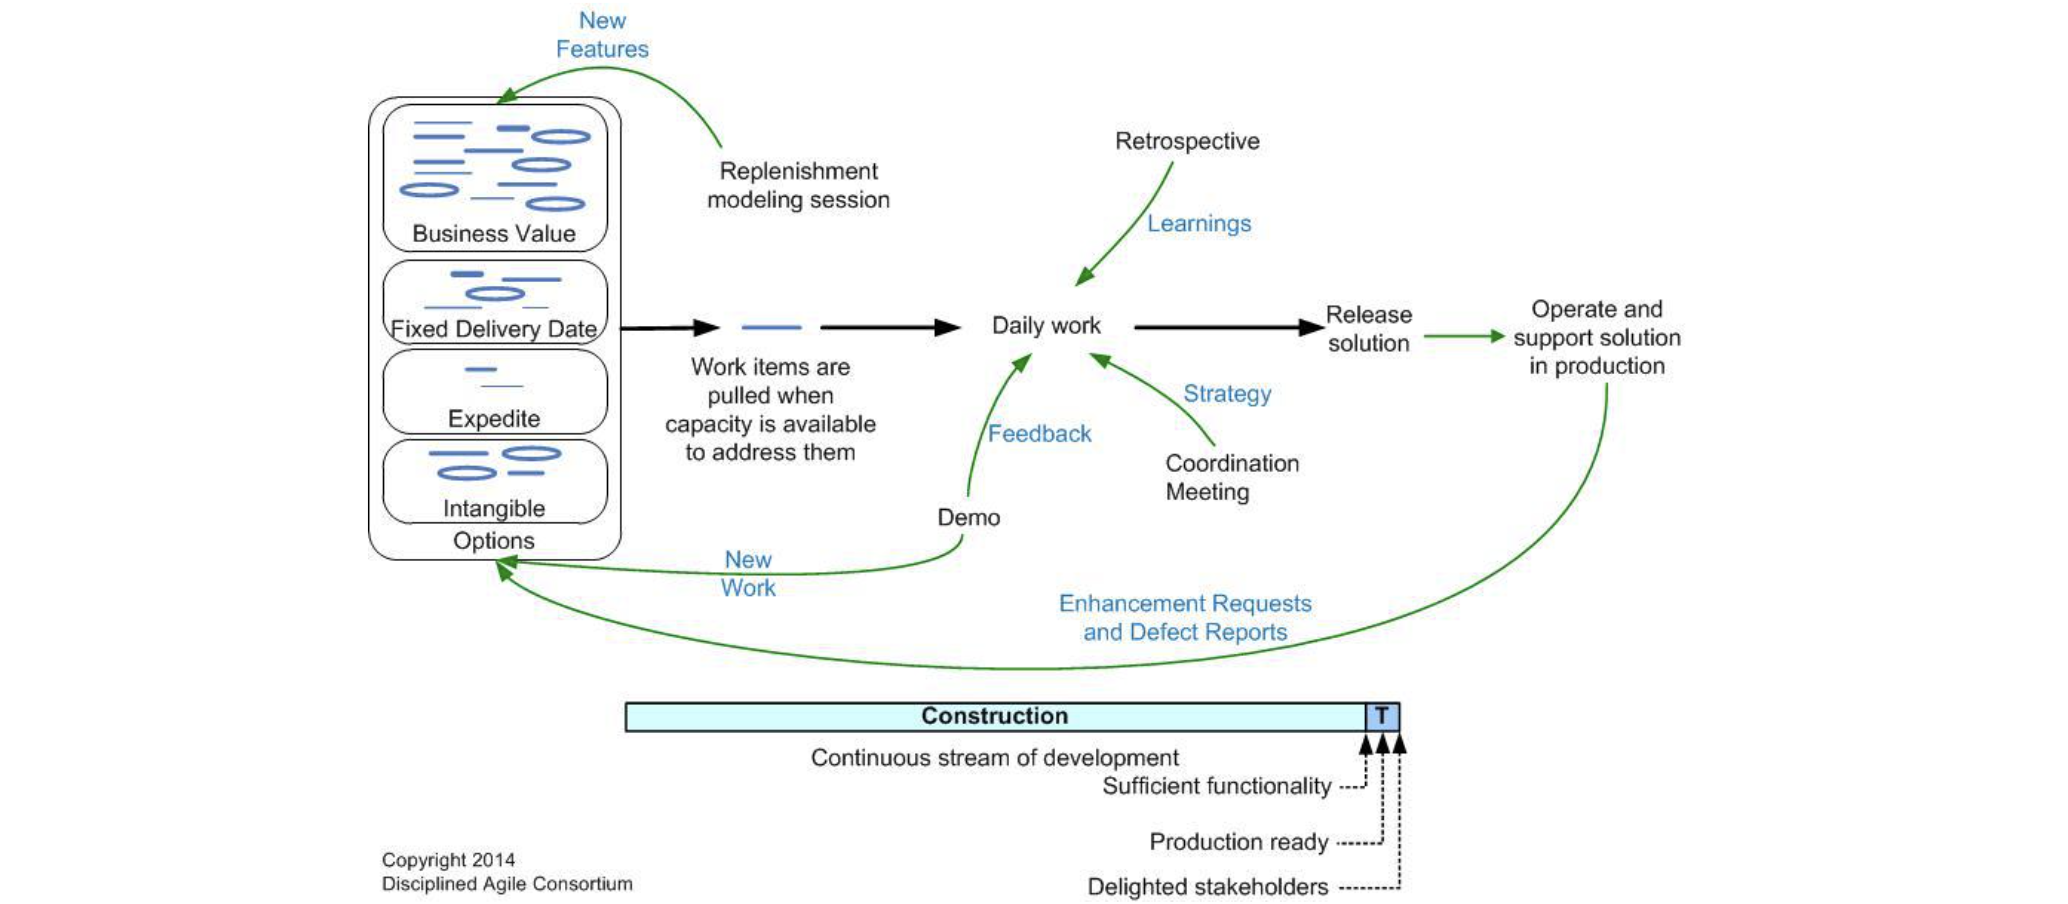 New
Features
Replenishment
modeling session
Business Value
Fixed Delivery Date
Expedite
Intangible
Options
Work items are
pulled when
capacity is available
to address them
Retrospective
Learnings
Daily work
Feedback
Strategy
Coordination
Meeting
Demo
New
Work
Release
solution
Operate and
support solution
in production
Enhancement Requests
and Defect Reports
Construction
T
Continuous stream of development
Sufficient functionality
Production ready
Delighted stakeholders
Copyright 2014
Disciplined Agile Consortium